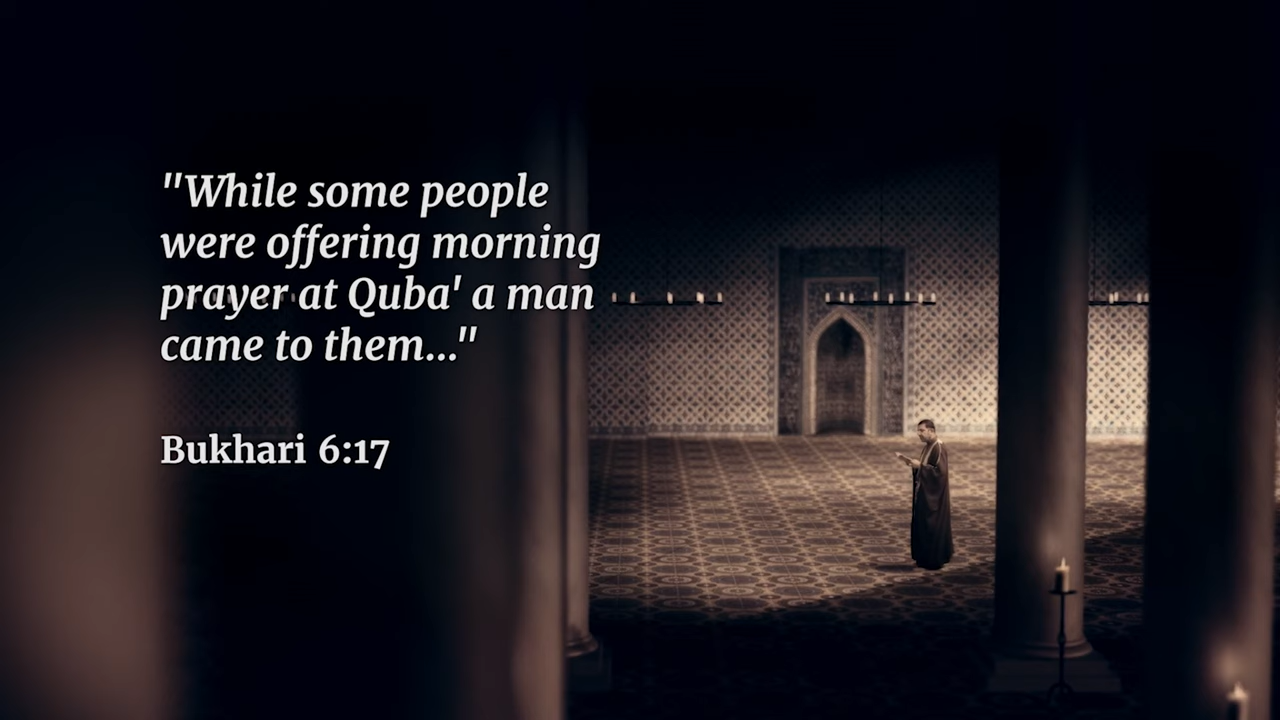 "While some people
were offering morning
prayer at Quba' a man
came to them..."
Bukhari 6:17